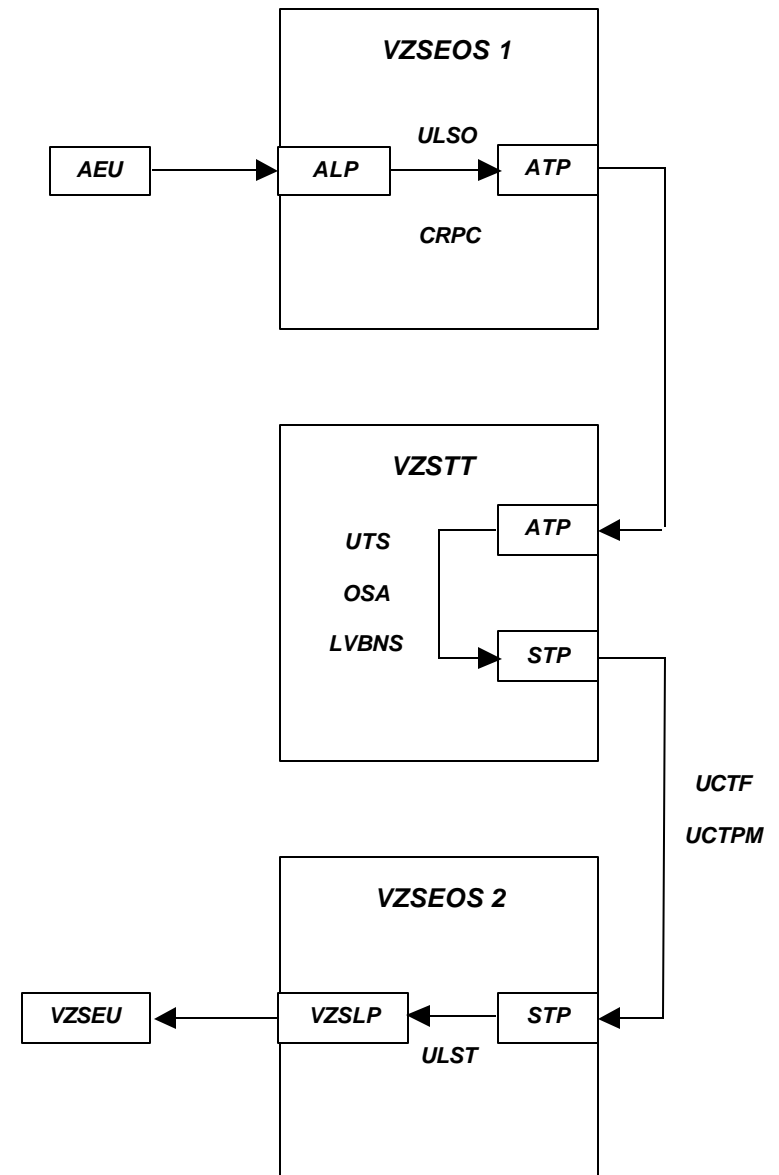 VZSEOS 1
ULSO
AEU
ALP
ATP
CRPC
VZSTT
ATP
UTS
OSA
LVBNS
STP
UCTF
UCTPM
VZSEOS 2
VZSEU
VZSLP
STP
ULST